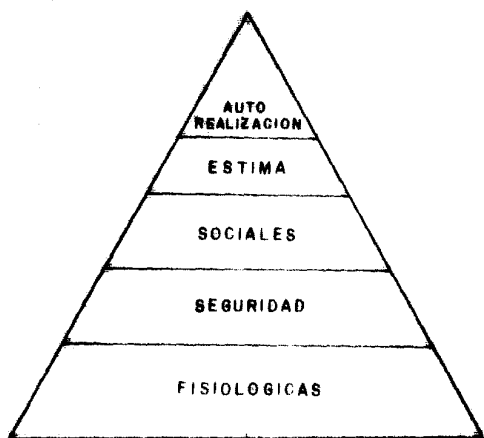 AUTO
REALIZACION
ESTIMA
SOCIALES
SEGURIDAD
FISIOLOGICAS